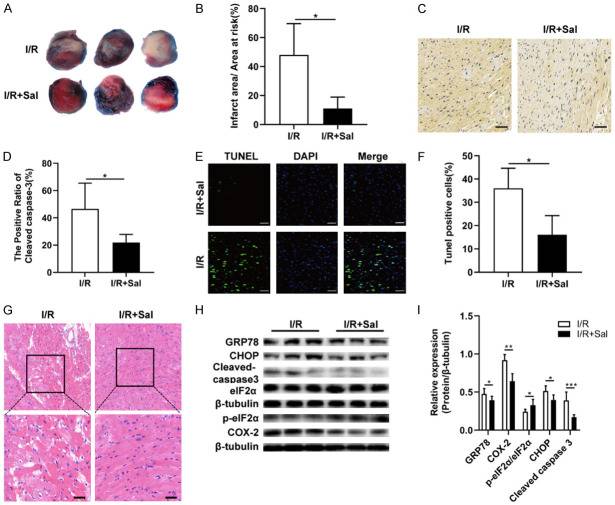 A
I/R
I/R+Sal
B
Infarct area/ Area at risk(%)
80
60
40
20
0
*
I/R
I/R+Sal
C
I/R
I/R+Sal
D
The Positive Ratio of
Cleaved caspase-3(%)
80
60
40
20
0
*
I/R
I/R+Sal
E
TUNEL
DAPI
Merge
I/R+Sal
I/R
F
Tunel positive cells(%)
50
40
30
20
10
0
*
I/R
I/R+Sal
G
I/R
I/R+Sal
H
I/R
I/R+Sal
GRP78
CHOP
Cleaved-
caspase3
eIF2α
β-tubulin
p-eIF2α
COX-2
β-tubulin
I
I/R
I/R+Sal
Relative expression
(Protein/β-tubulin)
1.5
1.0
0.5
0.0
*
**
*
*
***
GRP78
COX-2
p-eIF2α/eIF2α
CHOP
Cleaved caspase 3